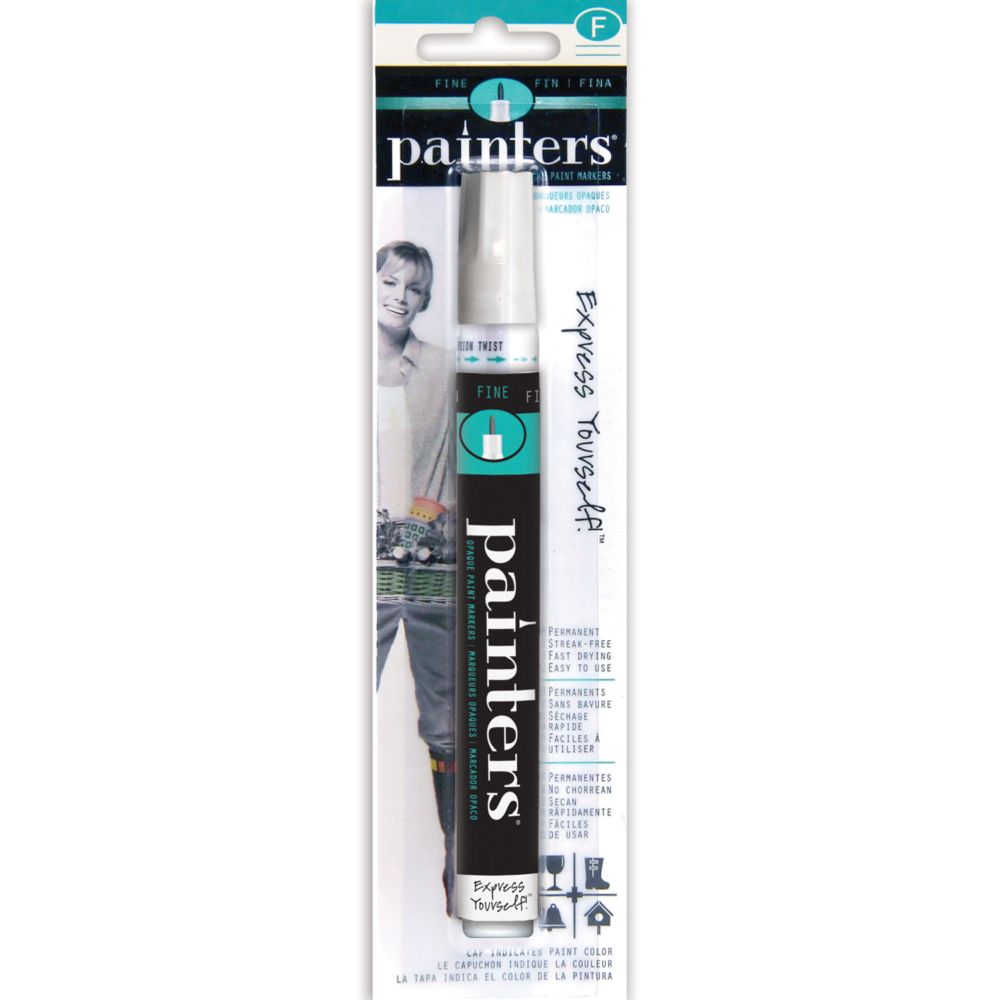 F
FINE FIN | FINA
painters®
PAINT MARKERS
OPAQUES
MARCADOR OPACO
Express Yourself!™
TWIST
FINE
painters®
OPAQUE PAINT MARKERS | MARQUEURS OPAQUES | MARCADOR OPACO
Express
Yourself!™
PERMANENT
STREAK-FREE
FAST DRYING
EASY TO USE
PERMANENTS
SANS BAVURE
SÉCHAGE
RAPIDE
FACILES À
UTILISER
PERMANENTES
NO CHORREAN
SECAN
RÁPIDAMENTE
FÁCILES
DE USAR
CAP INDICATES PAINT COLOR
LE CAPUCHON INDIQUE LA COULEUR
LA TAPA INDICA EL COLOR DE LA PINTURA